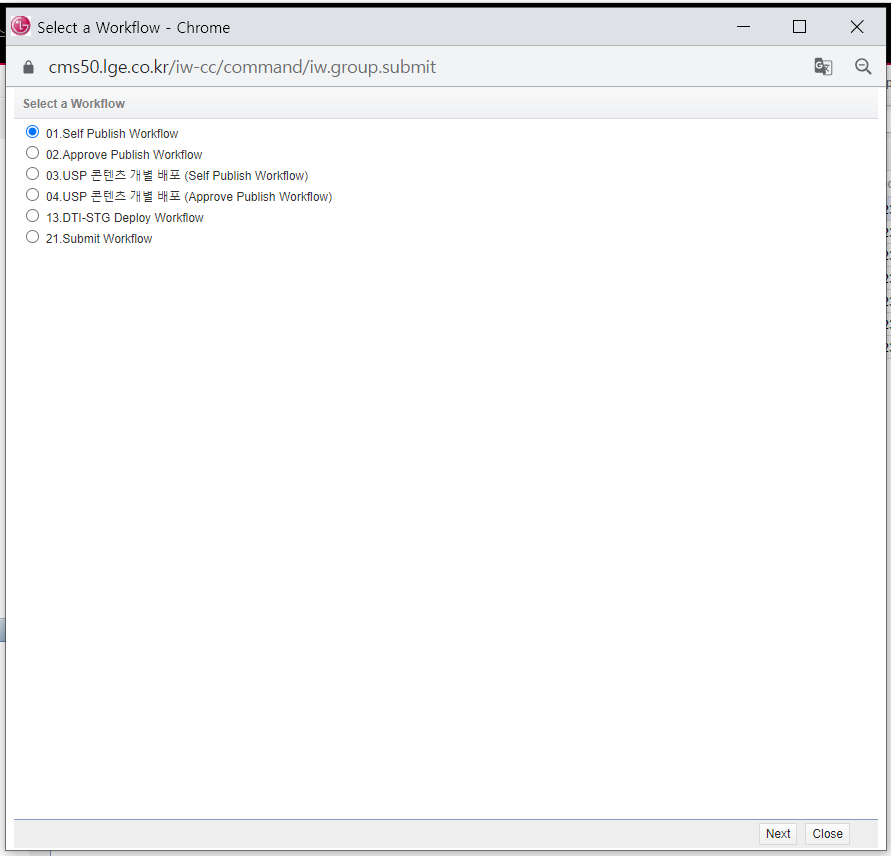 Select a Workflow - Chrome
cms50.lge.co.kr/iw-cc/command/iw.group.submit
Select a Workflow
01.Self Publish Workflow
02.Approve Publish Workflow
03.USP 콘텐츠 개별 배포 (Self Publish Workflow)
04.USP 콘텐츠 개별 배포 (Approve Publish Workflow)
13.DTI-STG Deploy Workflow
21.Submit Workflow
Next Close